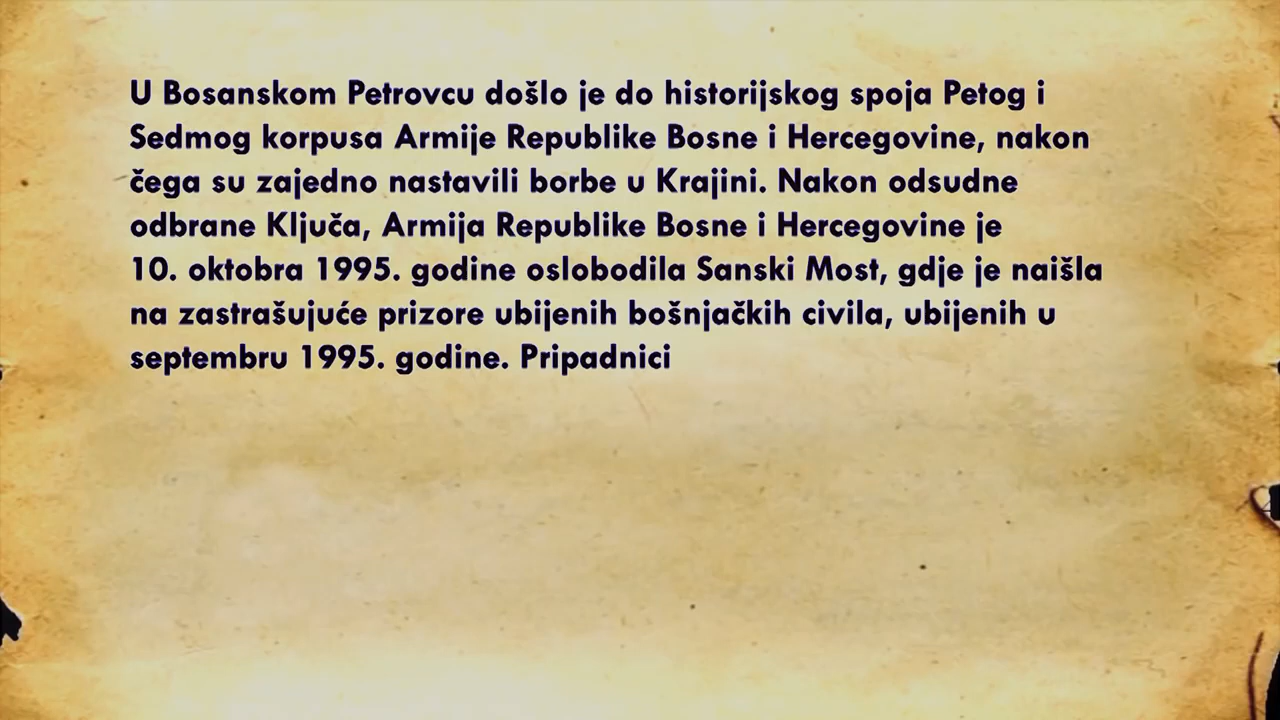 U Bosanskom Petrovcu došlo je do historijskog spoja Petog i
Sedmog korpusa Armije Republike Bosne i Hercegovine, nakon
čega su zajedno nastavili borbe u Krajini. Nakon odsudne
odbrane Ključa, Armija Republike Bosne i Hercegovine je
10. oktobra 1995. godine oslobodila Sanski Most, gdje je naišla
na zastrašujuće prizore ubijenih bošnjačkih civila, ubijenih u
septembru 1995. godine. Pripadnici